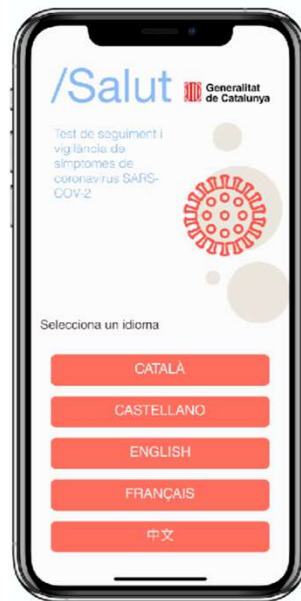 /Salut
Generalitat
de Catalunya
Test de seguiment i
vigilància de
símptomes de
coronavirus SARS-
COV-2
Selecciona un idioma
CATALÀ
CASTELLANO
ENGLISH
FRANÇAIS
中文